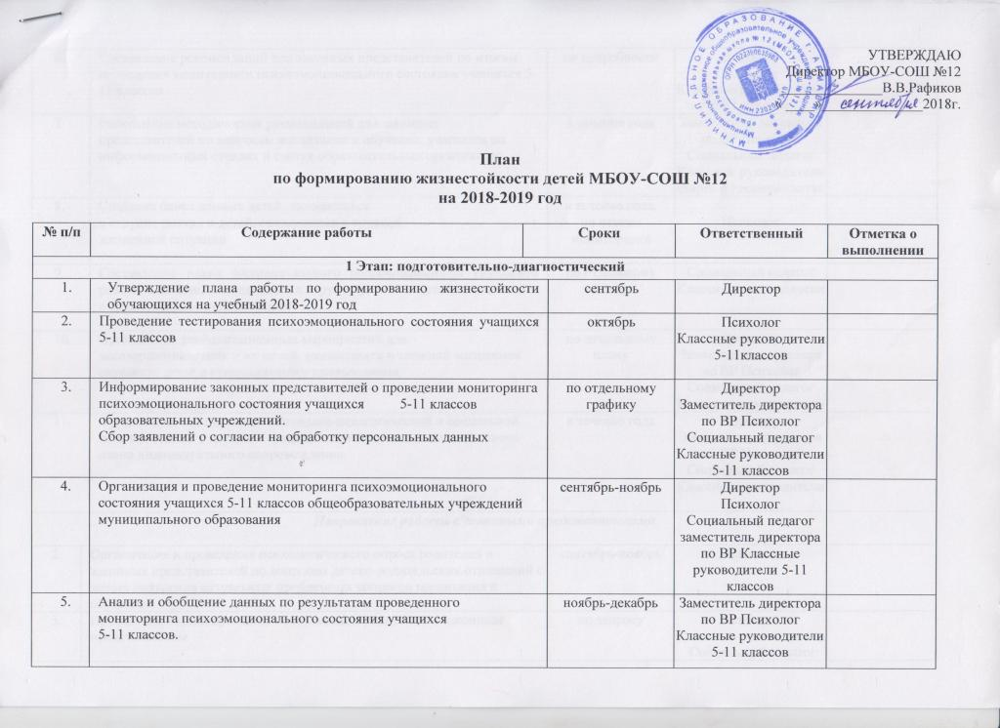 УТВЕРЖДАЮ
Директор МБОУ-СОШ №12
В.В.Рафиков
сентября 2018г.
МУНИЦИПАЛЬНОЕ ОБРАЗОВАНИЕ г. АРМАВИР
План
по формированию жизнестойкости детей МБОУ-СОШ №12
на 2018-2019 год
№ п/п Содержание работы Сроки Ответственный Отметка о
выполнении
1 Этап: подготовительно-диагностический
1. Утверждение плана работы по формированию жизнестойкости сентябрь Директор
обучающихся на учебный 2018-2019 год
2. Проведение тестирования психоэмоционального состояния учащихся октябрь Психолог
5-11 классов Классные руководители
5-11классов
3. Информирование законных представителей о проведении мониторинга по отдельному Директор
психоэмоционального состояния учащихся 5-11 классов графику Заместитель директора
образовательных учреждений. по ВР Психолог
Сбор заявлений о согласии на обработку персональных данных Социальный педагог
Классные руководители
5-11 классов
4. Организация и проведение мониторинга психоэмоционального сентябрь-ноябрь Директор
состояния учащихся 5-11 классов общеобразовательных учреждений Психолог
муниципального образования Социальный педагог
заместитель директора
по ВР Классные
руководители 5-11
классов
5. Анализ и обобщение данных по результатам проведенного ноябрь-декабрь Заместитель директора
мониторинга психоэмоционального состояния учащихся по ВР Психолог
5-11 классов. Классные руководители
5-11 классов